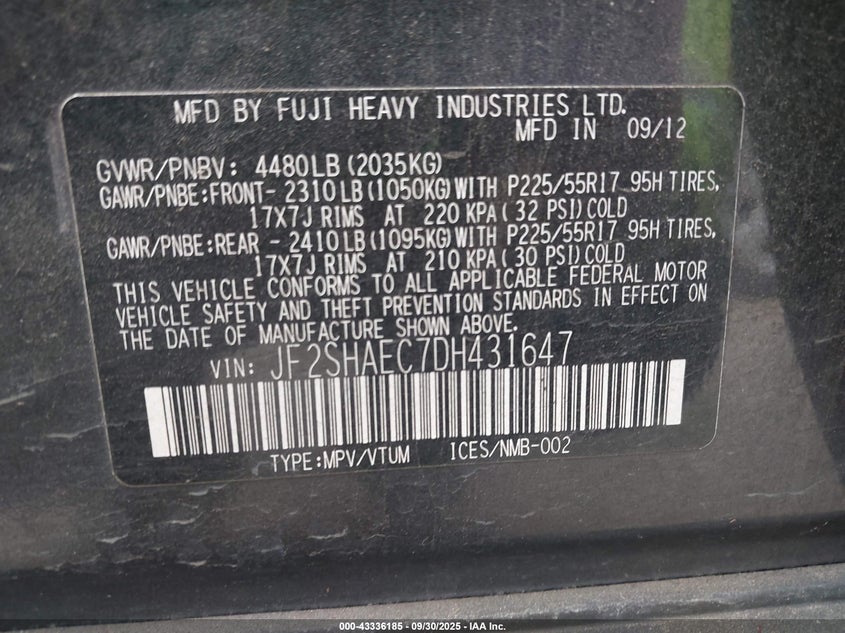 MFD BY FUJI HEAVY INDUSTRIES LTD.
MFD IN 09/12
GVWR/PNBV: 4480LB (2035KG)
GAWR/PNBE:FRONT- 2310LB (1050KG) WITH P225/55R17 95H TIRES,
17X7J RIMS AT 220 KPA ( 32 PSI) COLD
GAWR/PNBE:REAR - 2410LB (1095KG) WITH P225/55R17 95H TIRES,
17X7J RIMS AT 210 KPA ( 30 PSI) COLD
THIS VEHICLE CONFORMS TO ALL APPLICABLE FEDERAL MOTOR
VEHICLE SAFETY AND THEFT PREVENTION STANDARDS IN EFFECT ON
THE DATE OF MANUFACTURE SHOWN ABOVE.
VIN: JF2SHAEC7DH431647
TYPE:MPV/VTUM ICES/NMB-002
000-43336185 - 09/30/2025 - IAA Inc.